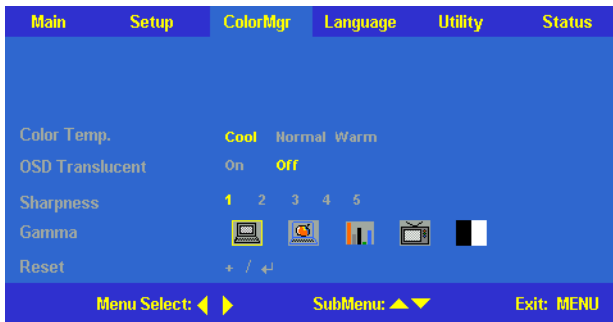 Main Setup ColorMgr Language Utility Status
Color Temp. Cool Normal Warm
OSD Translucent On Off
Sharpness 1 2 3 4 5
Gamma
Reset + / ↵
Menu Select: SubMenu: Exit: MENU